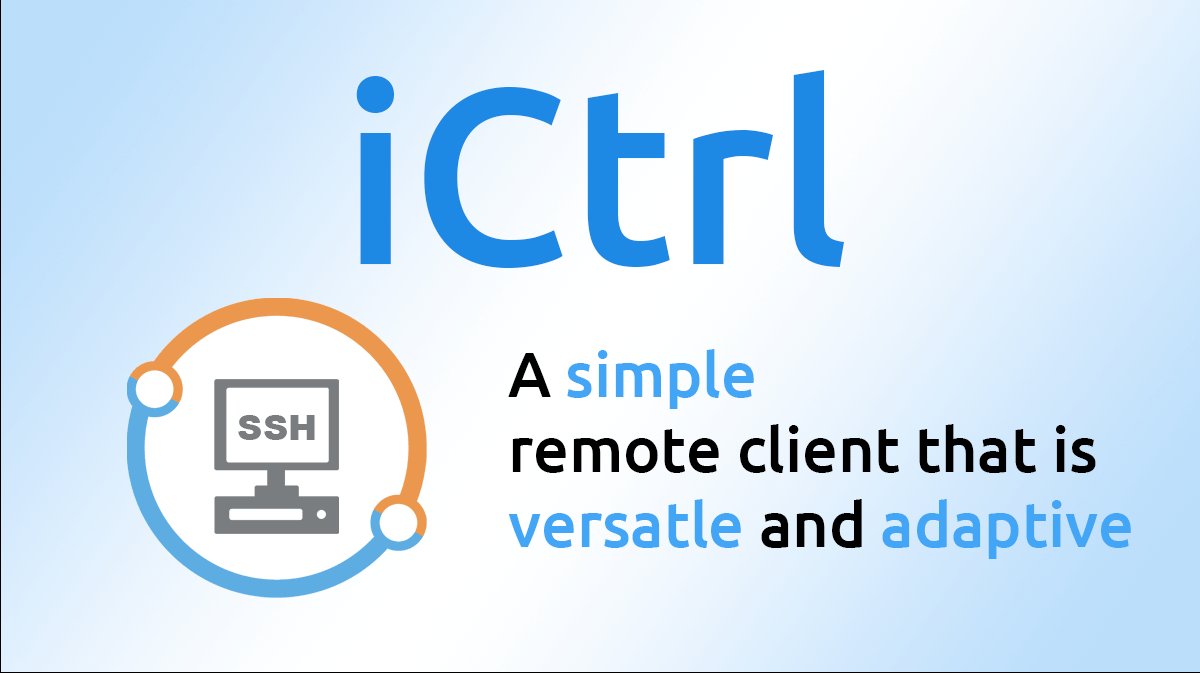 iCtrl
SSH
A simple
remote client that is
versatle and adaptive